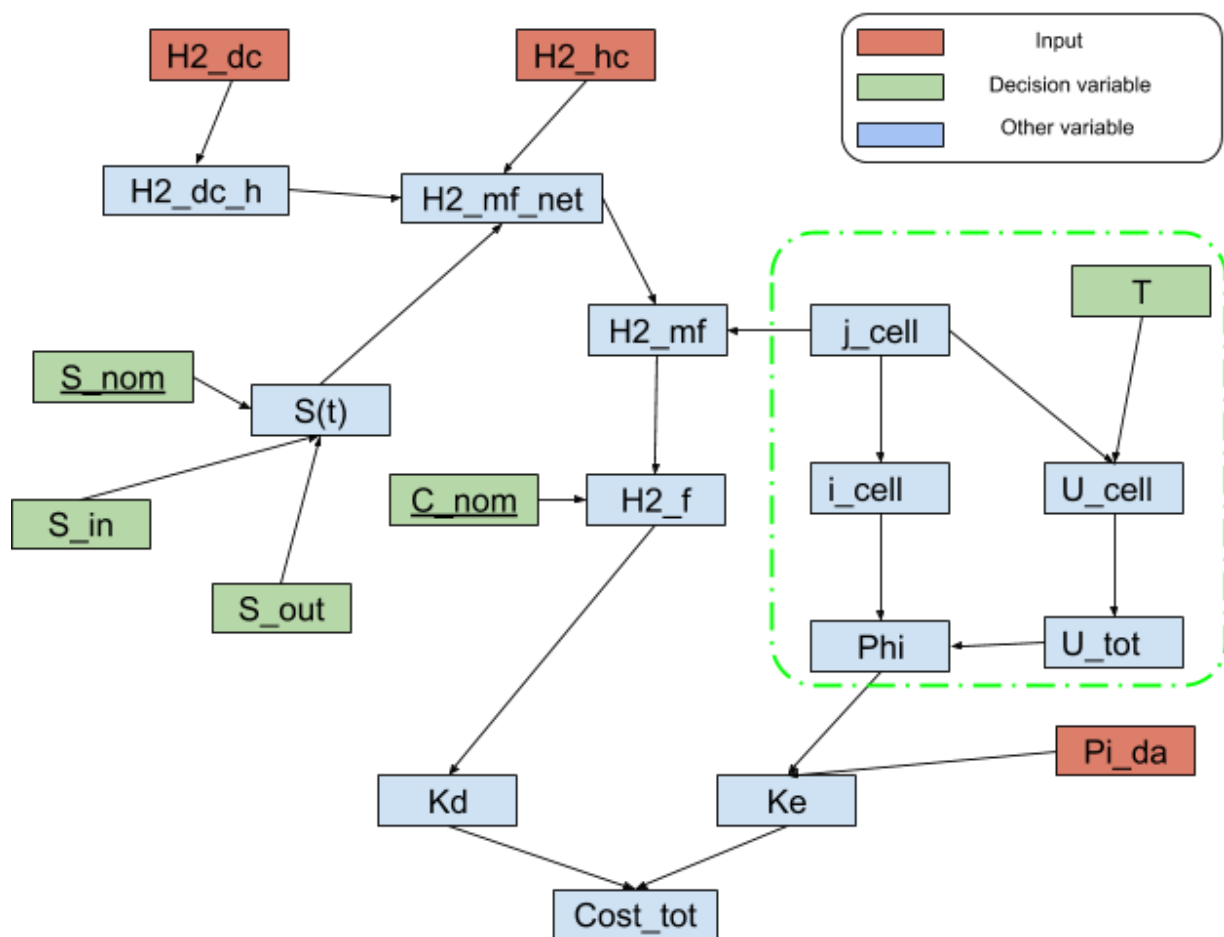 H2_dc
H2_hc
Input
Decision variable
Other variable
H2_dc_h
H2_mf_net
T
H2_mf
j_cell
S_nom
S(t)
i_cell
U_cell
C_nom
H2_f
S_in
S_out
Phi
U_tot
Pi_da
Kd
Ke
Cost_tot